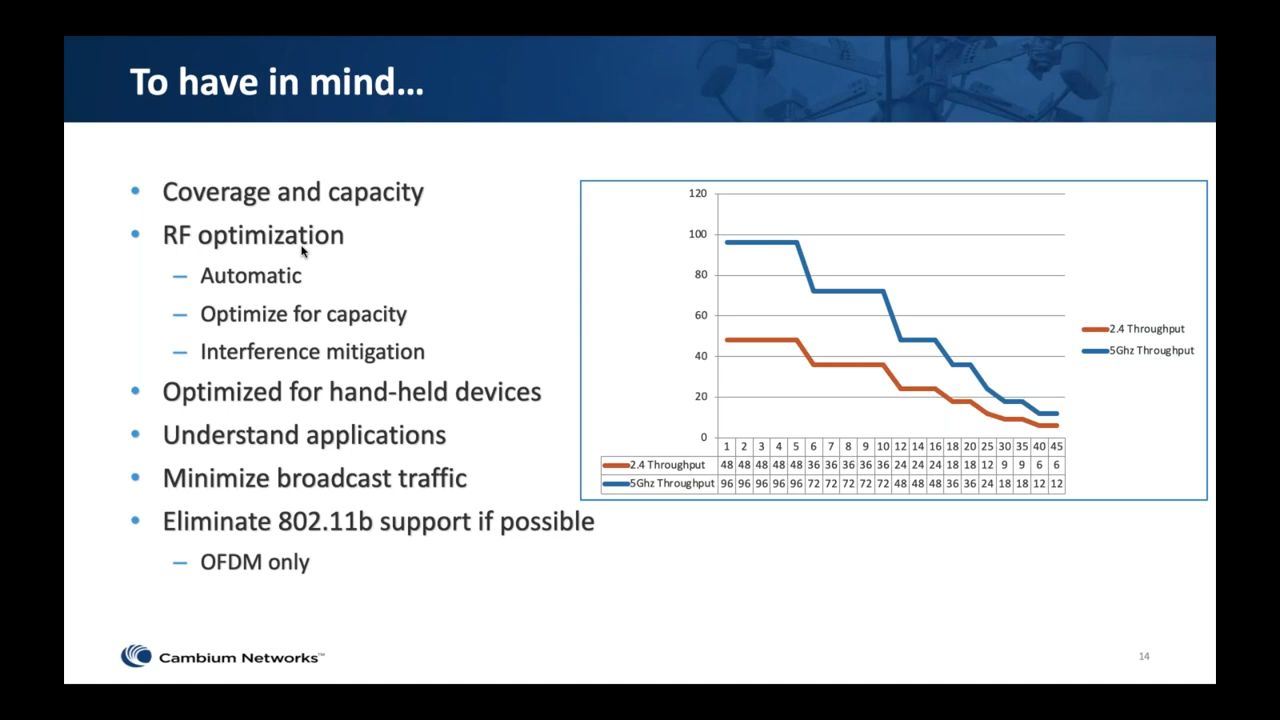 To have in mind...
• Coverage and capacity
• RF optimization
– Automatic
– Optimize for capacity
– Interference mitigation
• Optimized for hand-held devices
• Understand applications
• Minimize broadcast traffic
• Eliminate 802.11b support if possible
– OFDM only
120
100
80
60
40
20
0
1 2 3 4 5 6 7 8 9 10 12 14 16 18 20 25 30 35 40 45
2.4 Throughput 48 48 48 48 48 36 36 36 36 36 24 24 24 18 18 12 9 9 6 6
5Ghz Throughput 96 96 96 96 96 72 72 72 72 72 48 48 48 36 36 24 18 18 12 12
2.4 Throughput
5Ghz Throughput
Cambium Networks™
14